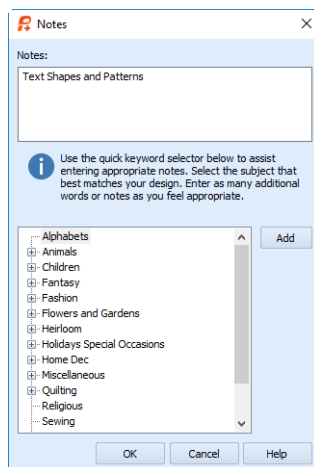 Notes
Notes:
Text Shapes and Patterns
Use the quick keyword selector below to assist
entering appropriate notes. Select the subject that
best matches your design. Enter as many additional
words or notes as you feel appropriate.
Alphabets
Add
Animals
Children
Fantasy
Fashion
Flowers and Gardens
Heirloom
Holidays Special Occasions
Home Dec
Miscellaneous
Quilting
Religious
Sewing
OK
Cancel
Help